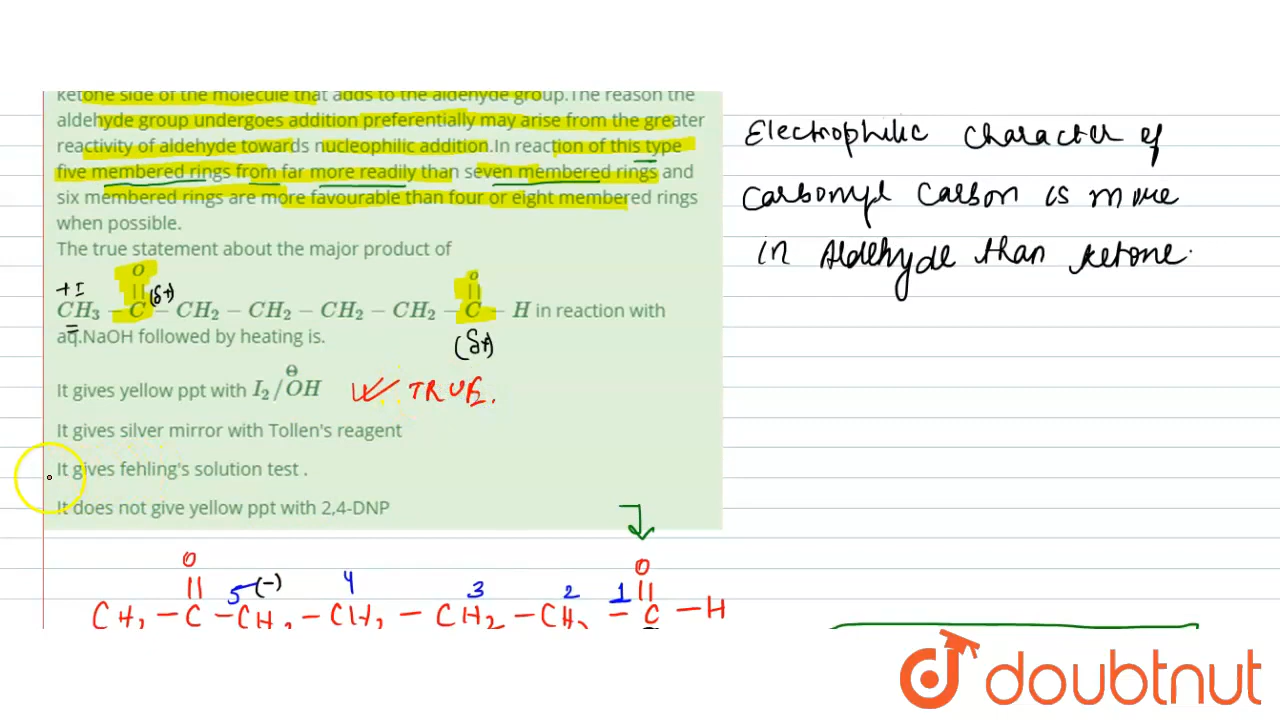 ketone side of the molecule that adds to the aldehyde group.The reason the
aldehyde group undergoes addition preferentially may arise from the greater
reactivity of aldehyde towards nucleophilic addition.In reaction of this type
five membered rings from far more readily than seven membered rings and
six membered rings are more favourable than four or eight membered rings
when possible.
The true statement about the major product of
O O
+I || (δ+) ||
CH3 − C − CH2 − CH2 − CH2 − CH2 − C − H in reaction with
=
aq.NaOH followed by heating is.
(δ+)
It gives yellow ppt with I2/ΘOH TRUE.
It gives silver mirror with Tollen's reagent
It gives fehling's solution test .
It does not give yellow ppt with 2,4-DNP
Electrophilic character of
Carbonyl Carbon is more
in Aldehyde than ketone.
O O
|| 5 (-) 4 3 2 1 ||
CH3 − C − CH2 − CH2 − CH2 − CH2 − C − H
doubtnut